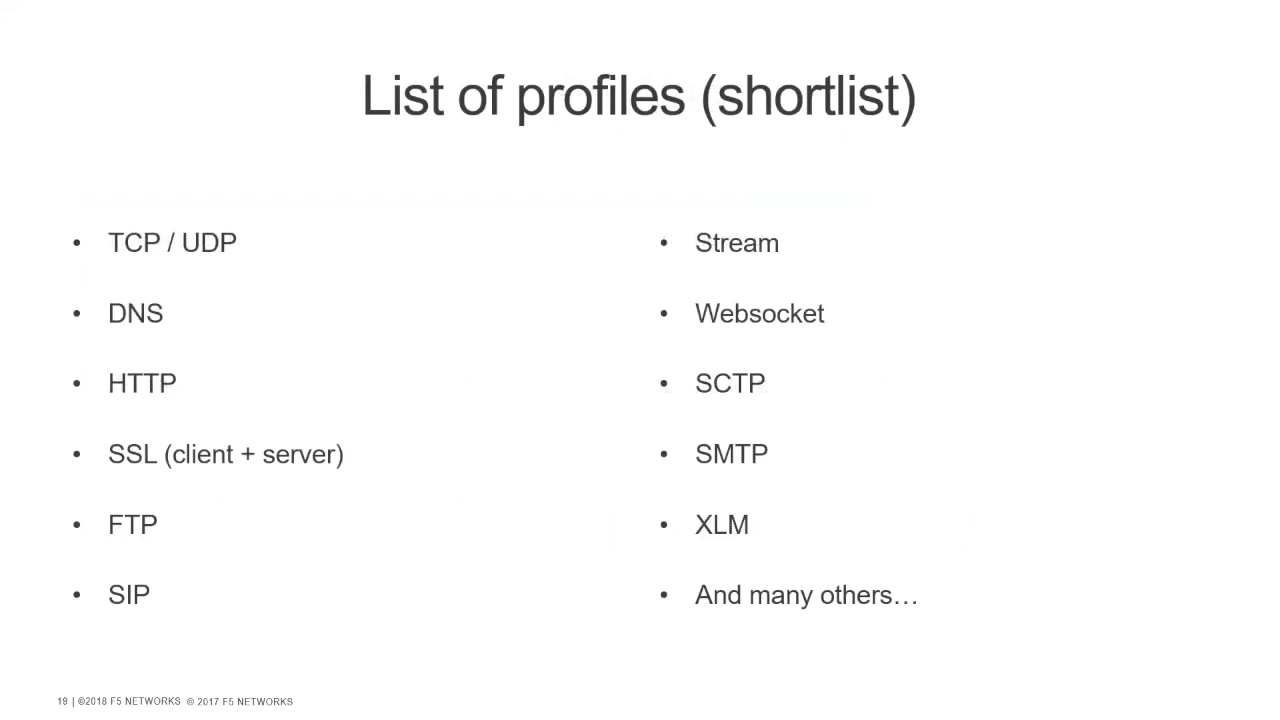 List of profiles (shortlist)
• TCP / UDP
• DNS
• HTTP
• SSL (client + server)
• FTP
• SIP
• Stream
• Websocket
• SCTP
• SMTP
• XLM
• And many others…
19 | ©2018 F5 NETWORKS © 2017 F5 NETWORKS